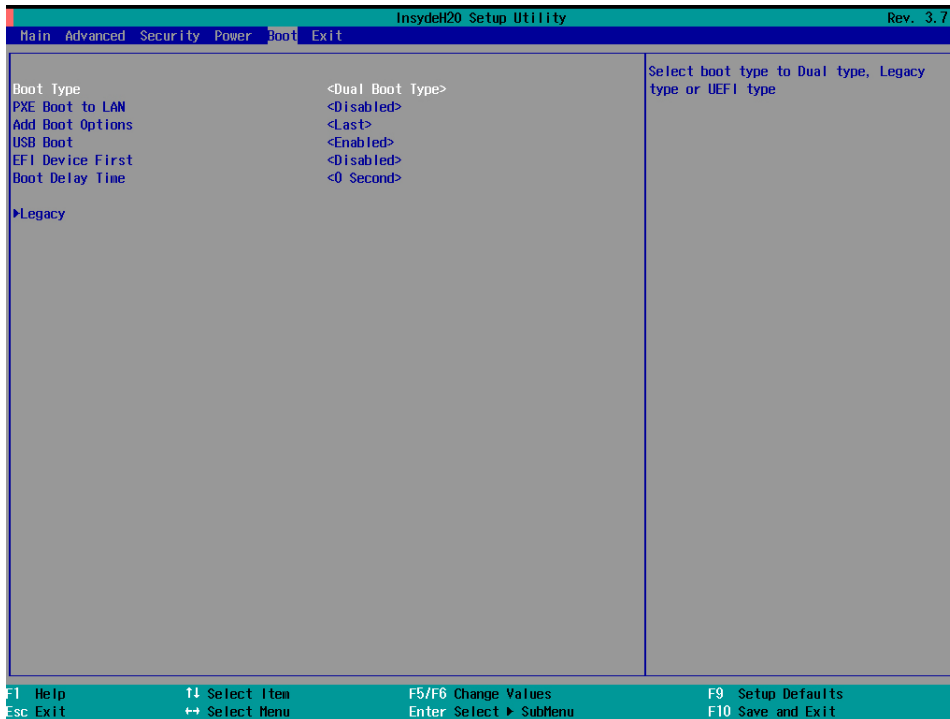 InsydeH20 Setup Utility Rev. 3.7
Main Advanced Security Power Boot Exit
Boot Type <Dual Boot Type>
PXE Boot to LAN <Disabled>
Add Boot Options <Last>
USB Boot <Enabled>
EFI Device First <Disabled>
Boot Delay Time <0 Second>
▶Legacy
Select boot type to Dual type, Legacy
type or UEFI type
F1 Help ↑↓ Select Item F5/F6 Change Values F9 Setup Defaults
Esc Exit ↔ Select Menu Enter Select ▶ SubMenu F10 Save and Exit